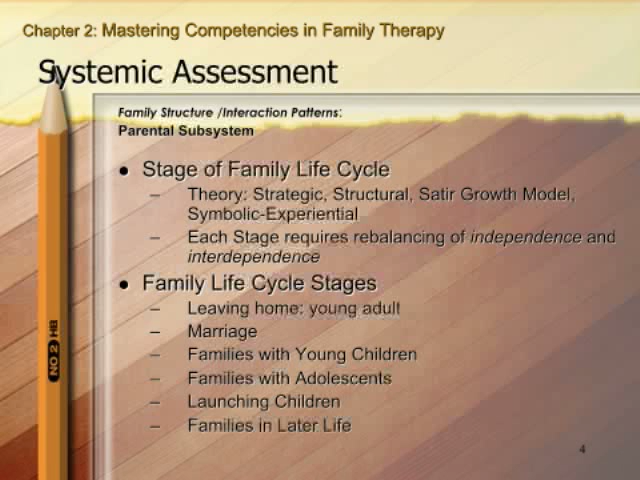 Chapter 2: Mastering Competencies in Family Therapy
Systemic Assessment
Family Structure /Interaction Patterns:
Parental Subsystem
• Stage of Family Life Cycle
– Theory: Strategic, Structural, Satir Growth Model,
Symbolic-Experiential
– Each Stage requires rebalancing of independence and
interdependence
• Family Life Cycle Stages
– Leaving home: young adult
– Marriage
– Families with Young Children
– Families with Adolescents
– Launching Children
– Families in Later Life
NO 2 HB
4